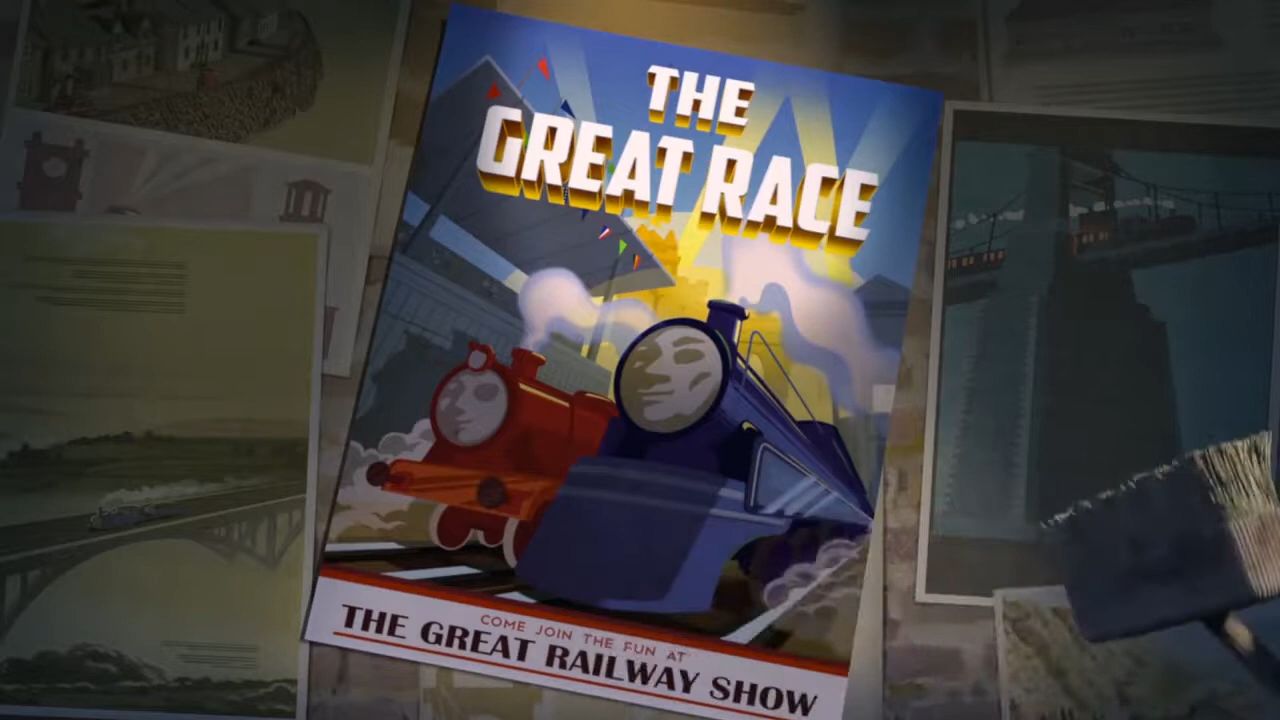 THE
GREAT RACE
COME JOIN THE FUN AT
THE GREAT RAILWAY SHOW